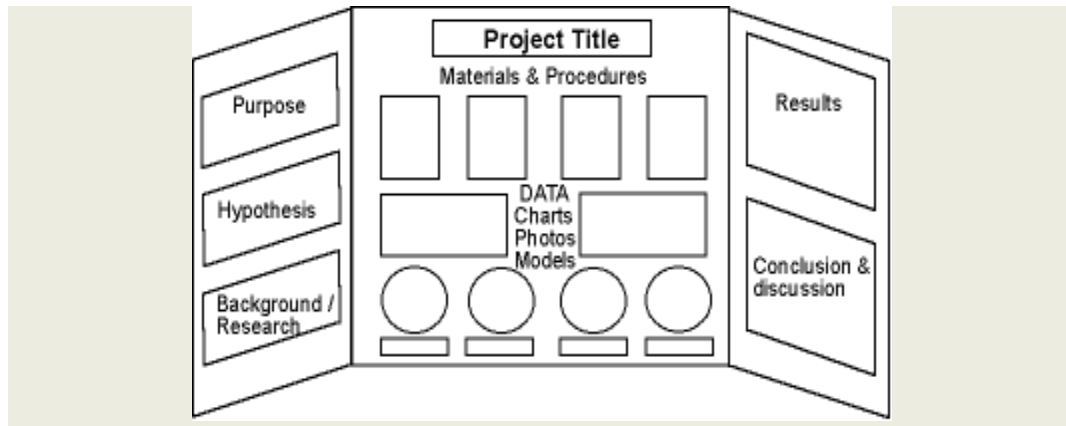 Purpose
Hypothesis
Background /
Research
Project Title
Materials & Procedures
DATA
Charts
Photos
Models
Results
Conclusion &
discussion